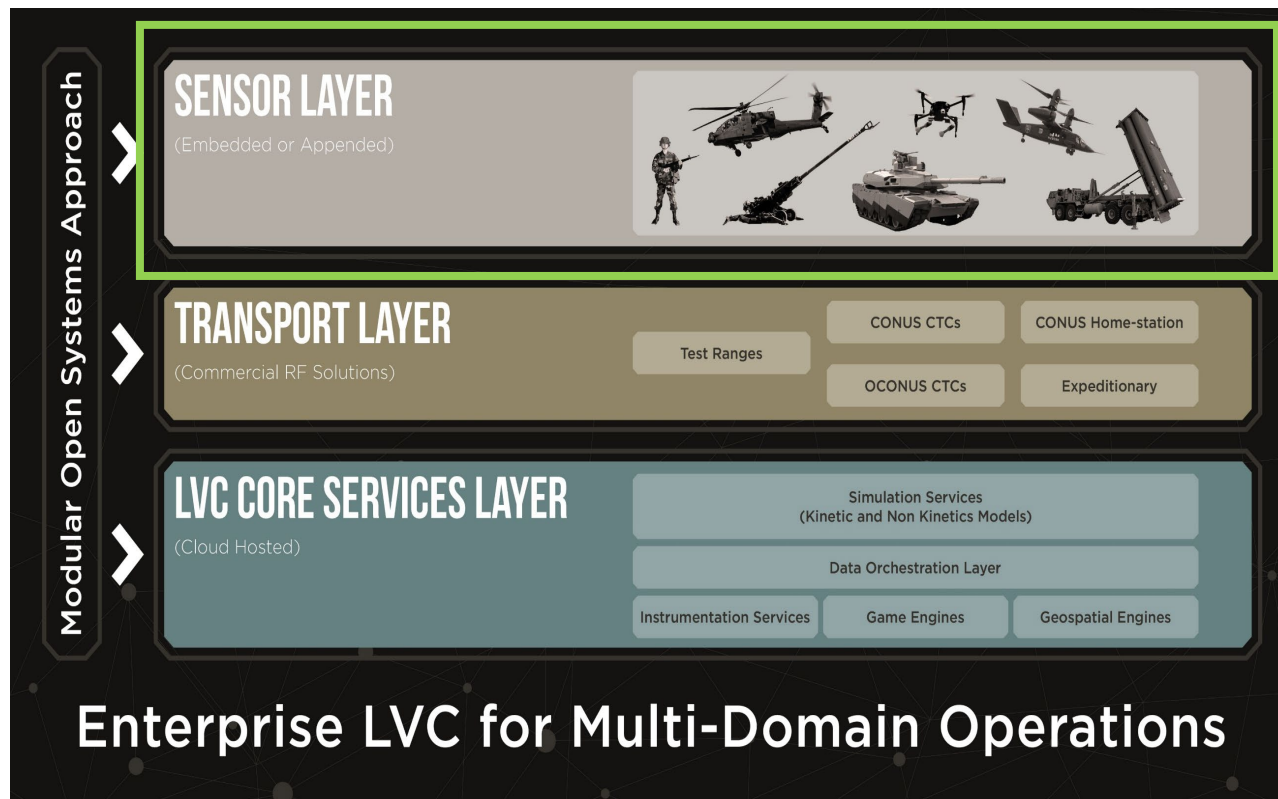 Modular Open Systems Approach
SENSOR LAYER
(Embedded or Appended)
TRANSPORT LAYER
(Commercial RF Solutions)
Test Ranges
CONUS CTCs
CONUS Home-station
OCONUS CTCs
Expeditionary
LVC CORE SERVICES LAYER
(Cloud Hosted)
Simulation Services
(Kinetic and Non Kinetics Models)
Data Orchestration Layer
Instrumentation Services
Game Engines
Geospatial Engines
Enterprise LVC for Multi-Domain Operations